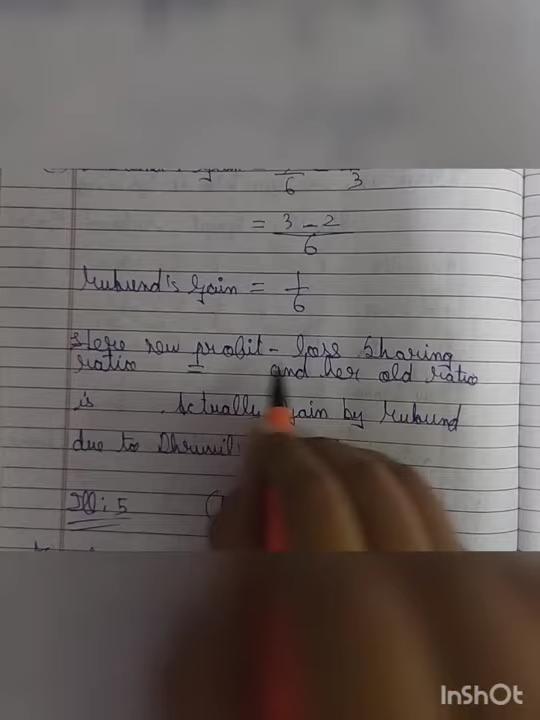 6 3
= 3 - 2
6
Mukund's Gain = 1
6
Here new profit - loss Sharing
ratio = and her old ratio
is Actually gain by Mukund
due to Dhruvil
Ill: 5 (
InShOt